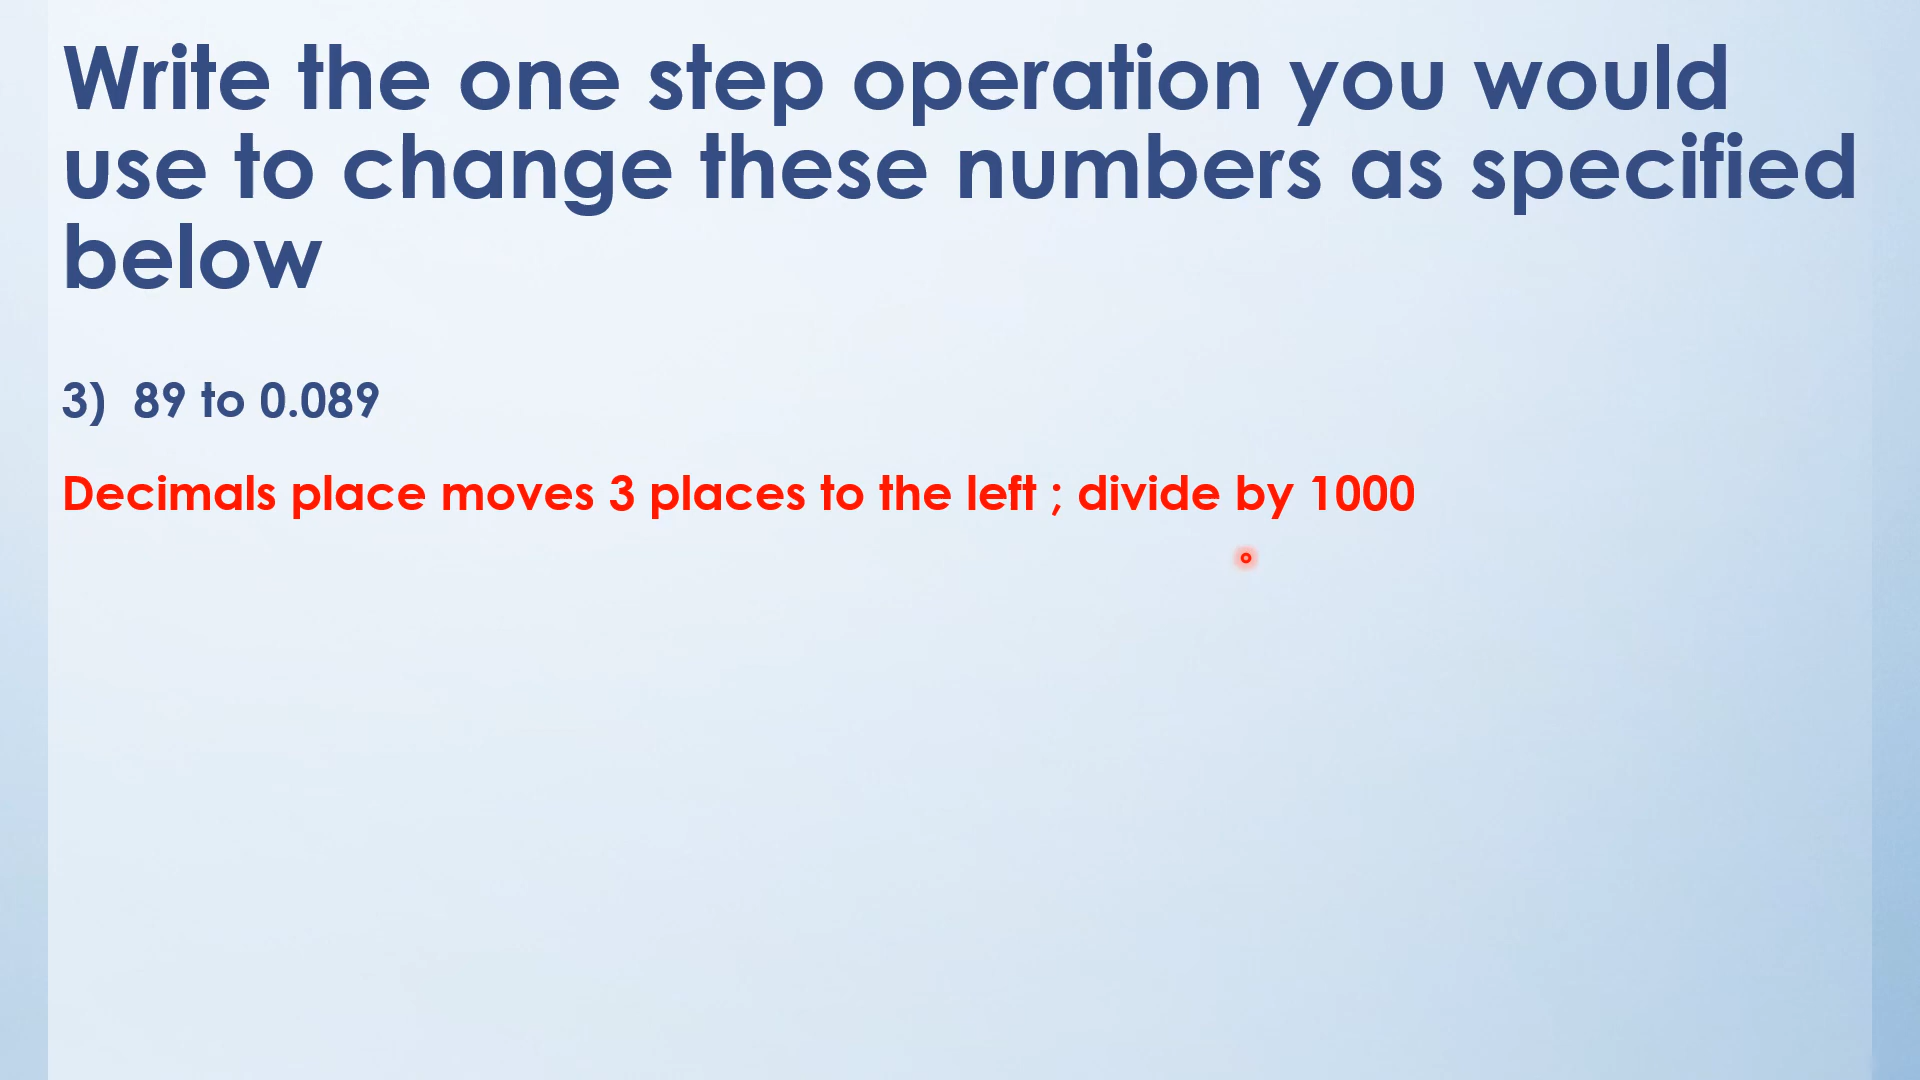 Write the one step operation you would
use to change these numbers as specified
below
3) 89 to 0.089
Decimals place moves 3 places to the left ; divide by 1000